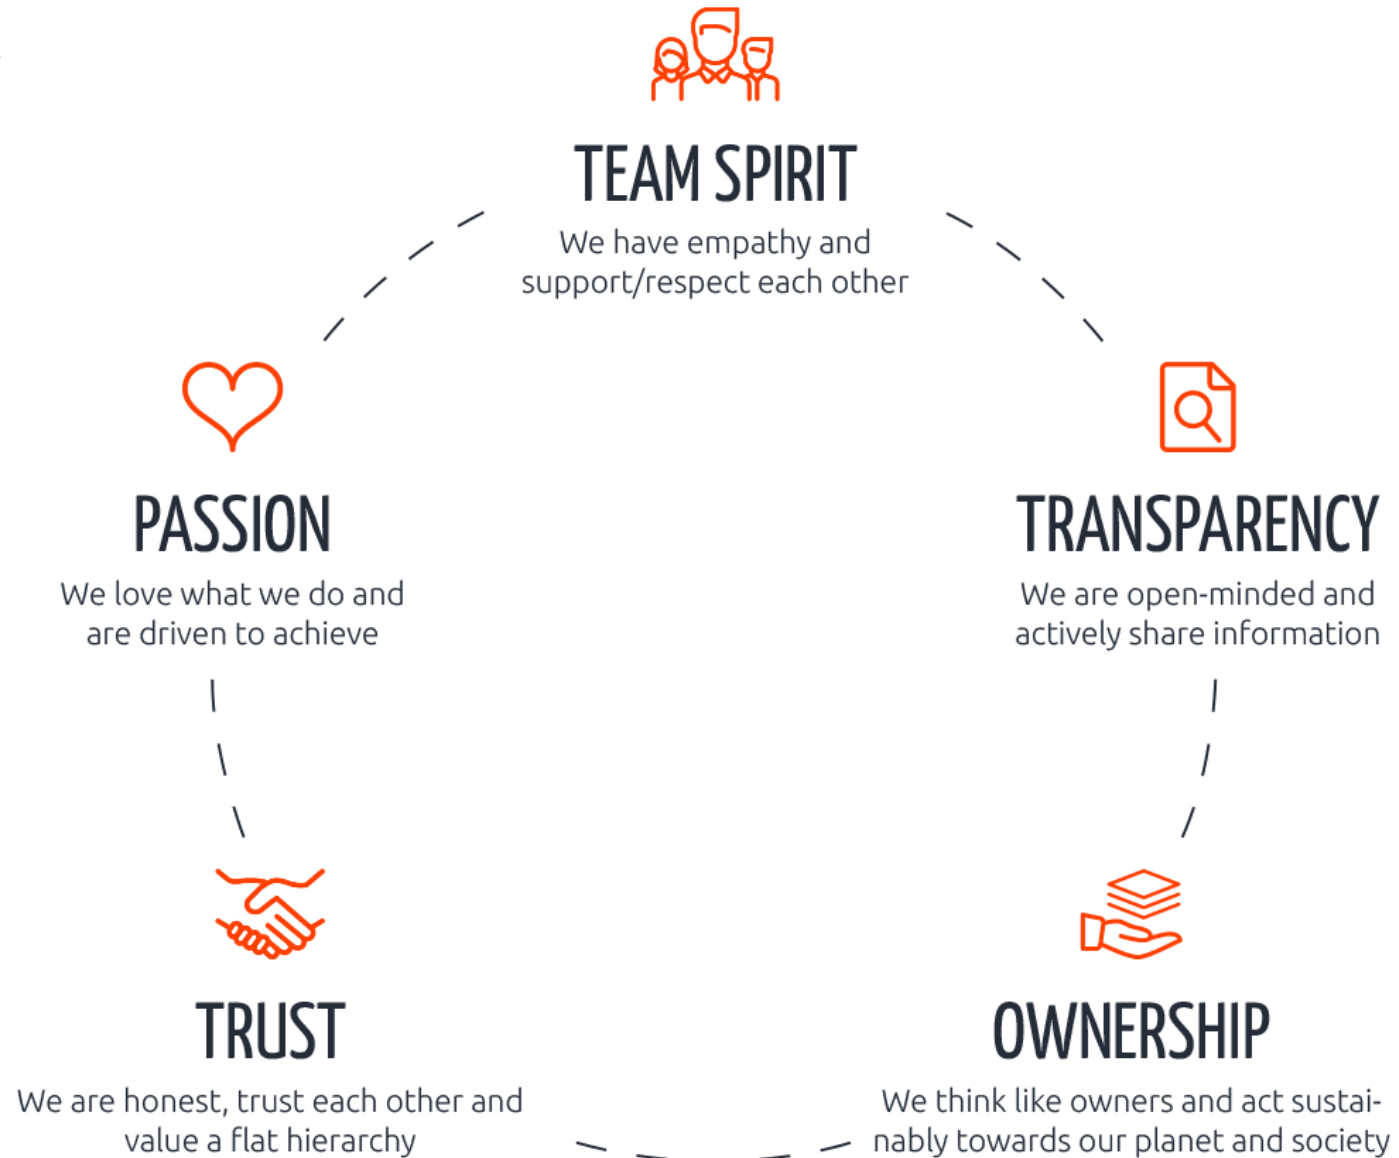 TEAM SPIRIT
We have empathy and
support/respect each other
PASSION
We love what we do and
are driven to achieve
TRANSPARENCY
We are open-minded and
actively share information
TRUST
We are honest, trust each other and
value a flat hierarchy
OWNERSHIP
We think like owners and act sustai-
nably towards our planet and society